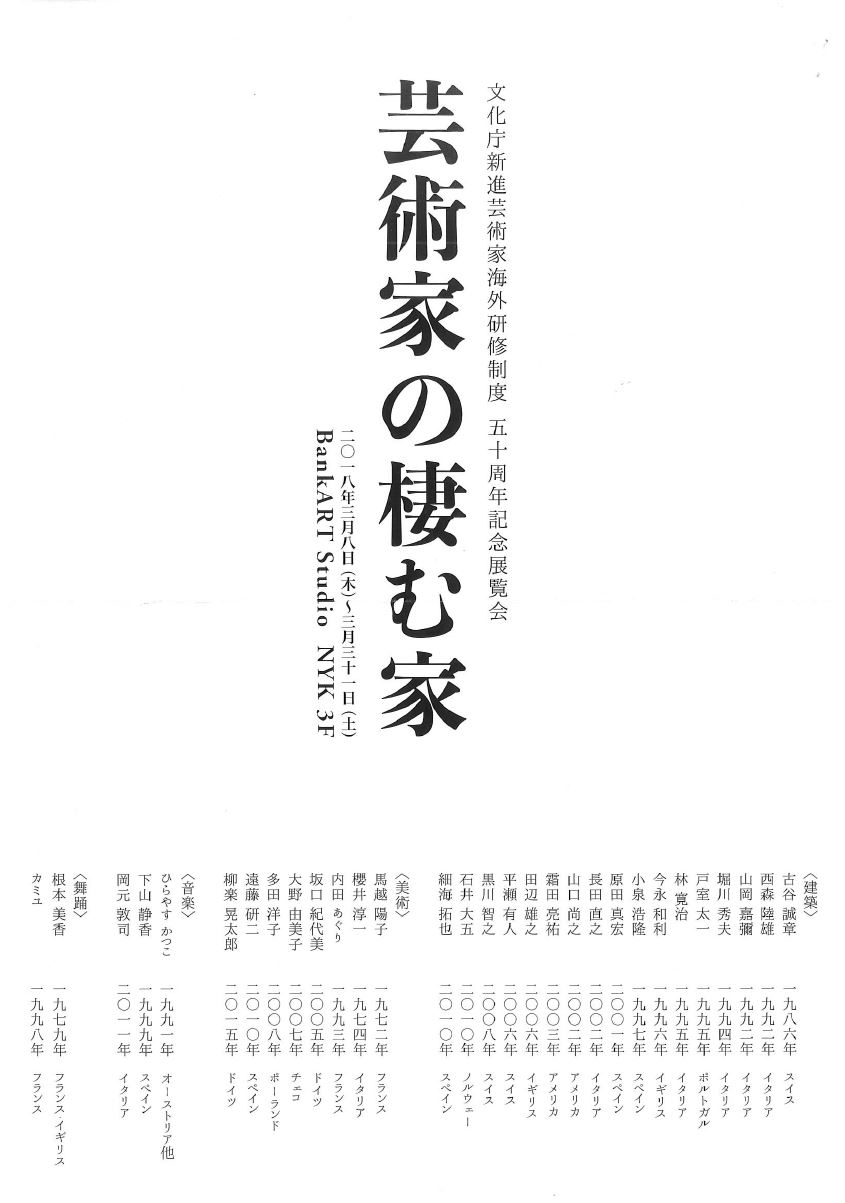 文化庁新進芸術家海外研修制度 五十周年記念展覧会
芸術家の棲む家
二〇一八年三月八日（木）～三月三十一日（土）
BankART Studio NYK 3F
〈建築〉
古谷 誠章 一九八六年 スイス
西森 陸雄 一九九二年 イタリア
山岡 嘉彌 一九九二年 イタリア
堀川 秀夫 一九九四年 イタリア
戸室 太一 一九九五年 ポルトガル
林 寛治 一九九五年 イタリア
今永 和利 一九九六年 イギリス
小泉 浩隆 一九九七年 スペイン
原田 真宏 二〇〇一年 スペイン
長田 直之 二〇〇二年 イタリア
山口 尚之 二〇〇二年 アメリカ
霜田 亮祐 二〇〇三年 アメリカ
田辺 雄之 二〇〇六年 イギリス
平瀬 有人 二〇〇六年 スイス
黒川 智之 二〇〇八年 スイス
石井 大五 二〇一〇年 ノルウェー
細海 拓也 二〇一〇年 スペイン
〈美術〉
馬越 陽子 一九七二年 フランス
櫻井 淳一 一九七四年 イタリア
内田 あぐり 一九九三年 フランス
坂口 紀代美 二〇〇五年 ドイツ
大野 由美子 二〇〇七年 チェコ
多田 洋子 二〇〇八年 ポーランド
遠藤 研二 二〇一〇年 スペイン
柳楽 晃太郎 二〇一五年 ドイツ
〈音楽〉
ひらやす かつこ 一九九一年 オーストリア他
下山 静香 一九九九年 スペイン
岡元 敦司 二〇一一年 イタリア
〈舞踊〉
根本 美香 一九七九年 フランス・イギリス
カミユ 一九九八年 フランス